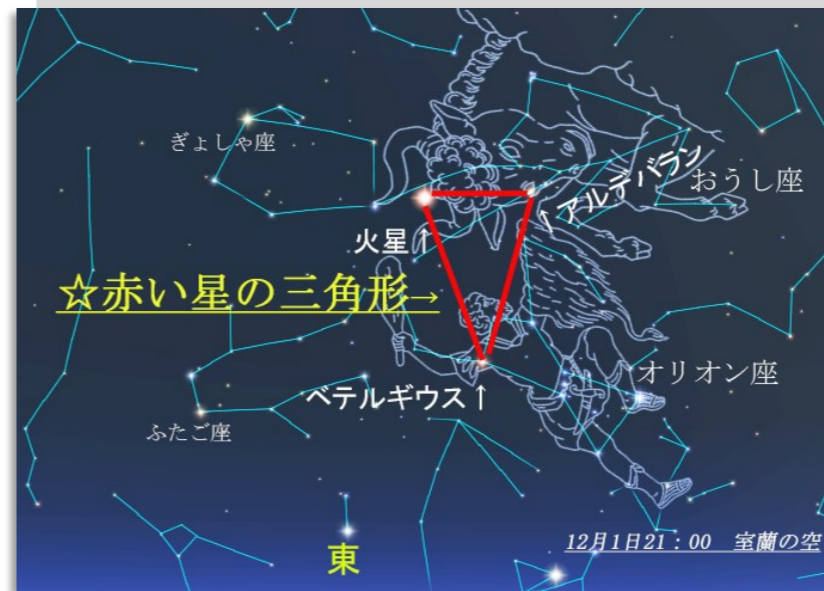 ぎょしゃ座
アルデバラン
↑
おうし座
火星↑
☆赤い星の三角形→
オリオン座
ベテルギウス↑
ふたご座
東
12月1日21：00　室蘭の空